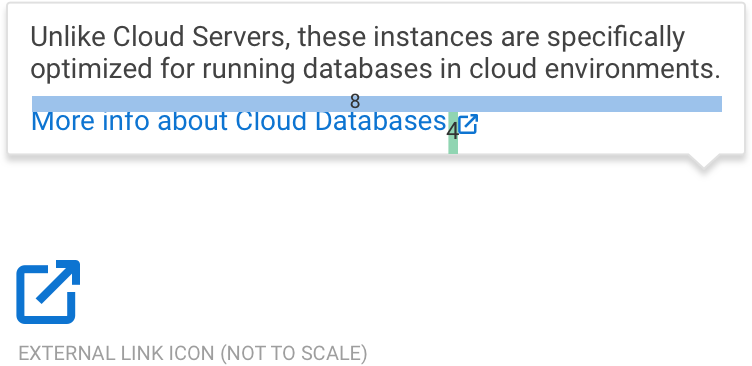 Unlike Cloud Servers, these instances are specifically
optimized for running databases in cloud environments.
8
More info about Cloud Databases
4
EXTERNAL LINK ICON (NOT TO SCALE)